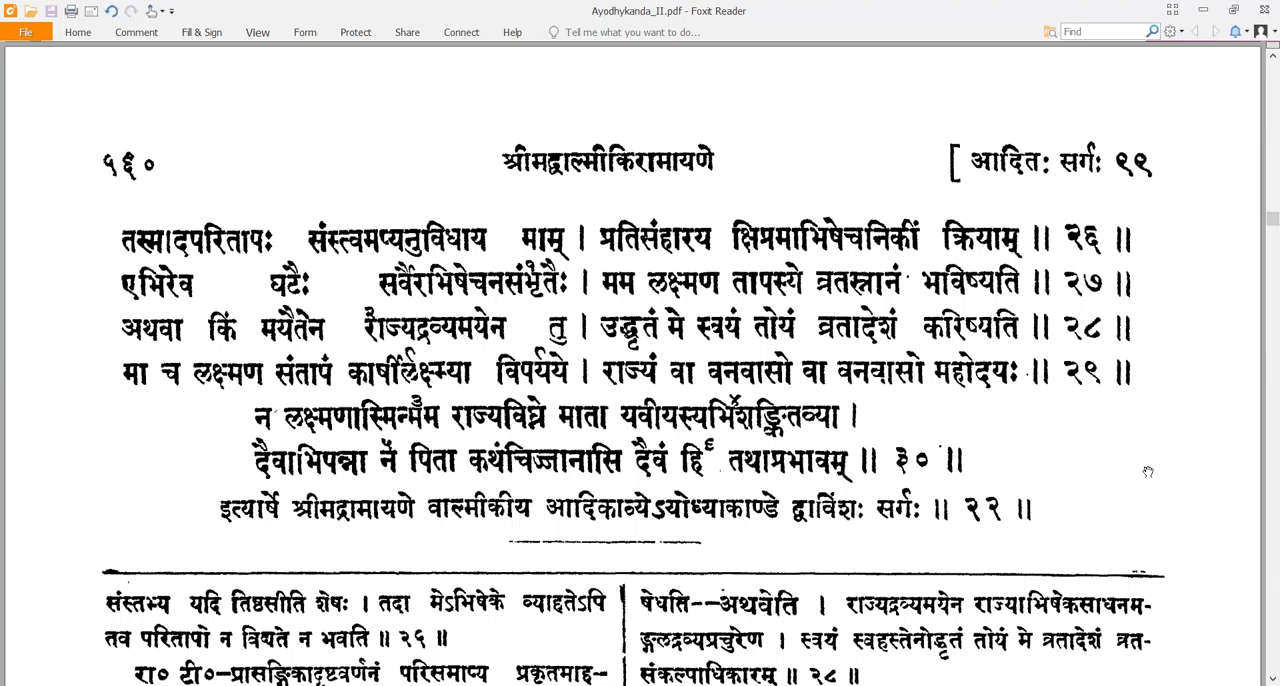 Ayodhykanda_II.pdf - Foxit Reader
File Home Comment Fill & Sign View Form Protect Share Connect Help Tell me what you want to do... Find
५६० श्रीमद्वाल्मीकिरामायणे [ आदितः सर्गः ९९
तस्मादपरितापः संस्त्वमप्यनुविधाय माम् । प्रतिसंहारय क्षिप्रमाभिषेचनिकीं क्रियाम् ॥ २६ ॥
एभिरेव घटैः सर्वैरभिषेचनसंभृतैः । मम लक्ष्मण तापस्ये व्रतस्नानं भविष्यति ॥ २७ ॥
अथवा किं मयैतेन राज्यद्रव्यमयेन तु । उद्धृतं मे स्वयं तोयं व्रतादेशं करिष्यति ॥ २८ ॥
मा च लक्ष्मण संतापं कार्षीर्लक्ष्म्या विपर्यये । राज्यं वा वनवासो वा वनवासो महोदयः ॥ २९ ॥
न लक्ष्मणास्मिन्मम राज्यविघ्ने माता यवीयस्यभिशङ्कितव्या ।
दैवाभिपन्ना न पिता कथंचिज्जानासि दैवं हि तथाप्रभावम् ॥ ३० ॥
इत्यार्षे श्रीमद्रामायणे वाल्मीकीय आदिकाव्येऽयोध्याकाण्डे द्वाविंशः सर्गः ॥ २२ ॥
संस्तभ्य यदि तिष्ठसीति शेषः । तदा मेऽभिषेके व्याहतेऽपि
तव परितापो न विद्यते न भवति ॥ २५ ॥
रा० टी०-प्रासङ्गिकादृष्टवर्णनं परिसमाप्य प्रकृतमाह--
षेधति--अथवेति । राज्यद्रव्यमयेन राज्याभिषेकसाधनम-
ङ्गलद्रव्यप्रचुरेण । स्वयं स्वहस्तेनोद्धृतं तोयं मे व्रतादेशं व्रत-
संकल्पाधिकारम् ॥ २८ ॥